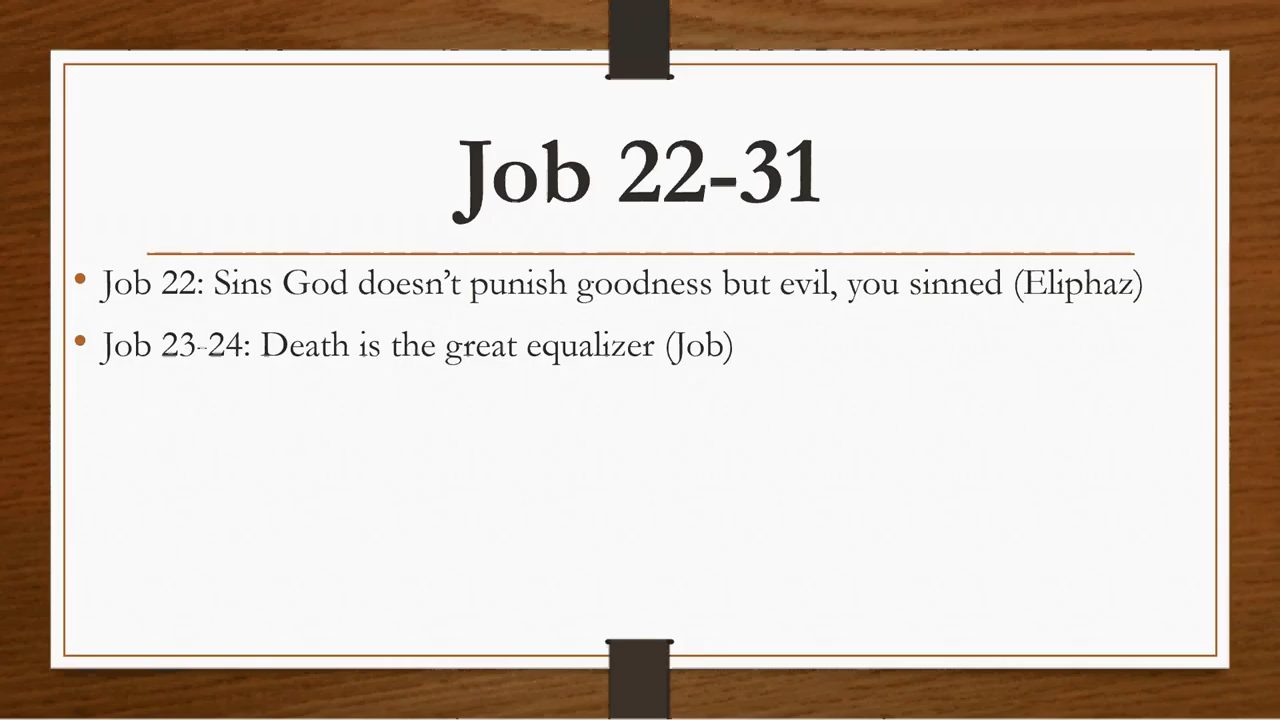 Job 22-31
• Job 22: Sins God doesn’t punish goodness but evil, you sinned (Eliphaz)
• Job 23-24: Death is the great equalizer (Job)